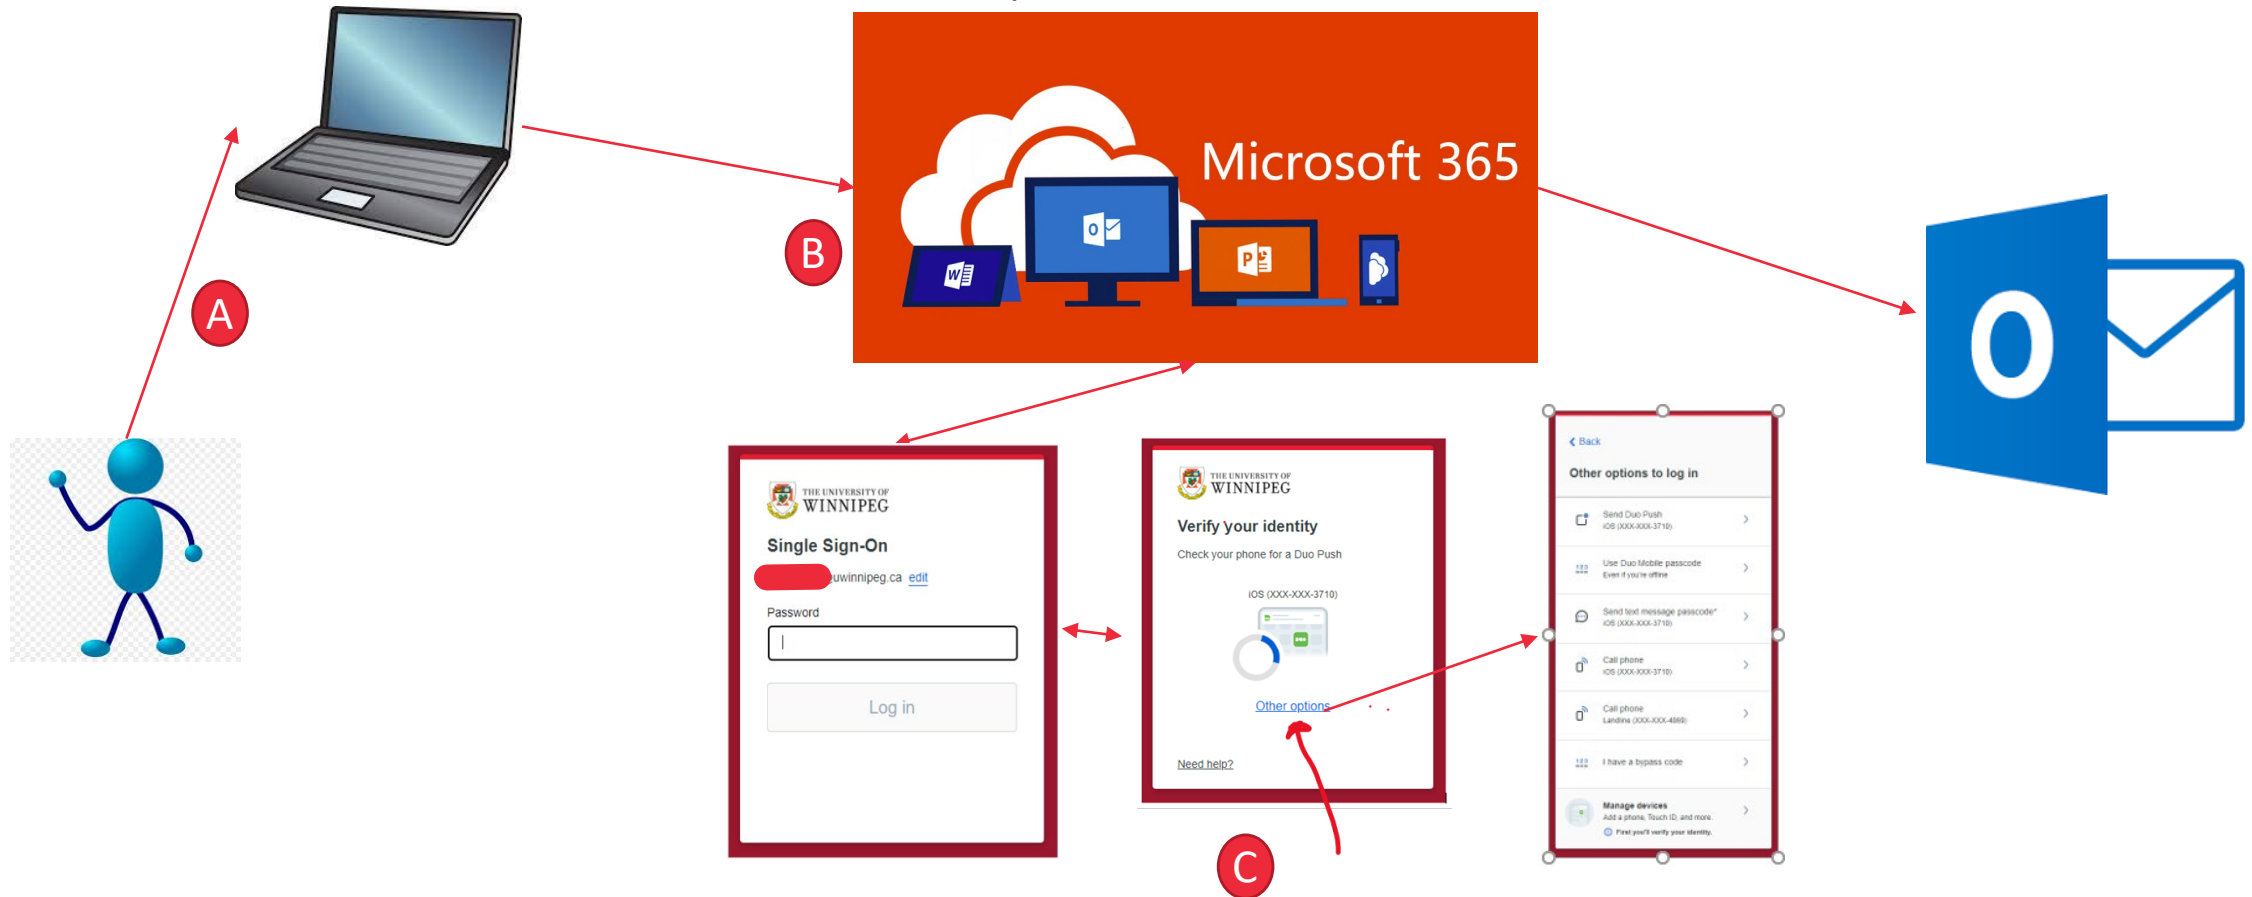 Microsoft 365
W
O
P
B
A
O
THE UNIVERSITY OF
WINNIPEG
Single Sign-On
uwinnipeg.ca edit
Password
Log in
THE UNIVERSITY OF
WINNIPEG
Verify your identity
Check your phone for a Duo Push
iOS (XXX-XXX-3710)
Other options
Need help?
C
Back
Other options to log in
Send Duo Push
iOS (XXX-XXX-3710)
Use Duo Mobile passcode
Even if you're offline
Send text message passcode*
iOS (XXX-XXX-3710)
Call phone
iOS (XXX-XXX-3710)
Call phone
Landline (XXX-XXX-4869)
I have a bypass code
Manage devices
Add a phone, Touch ID, and more.
First you'll verify your identity.